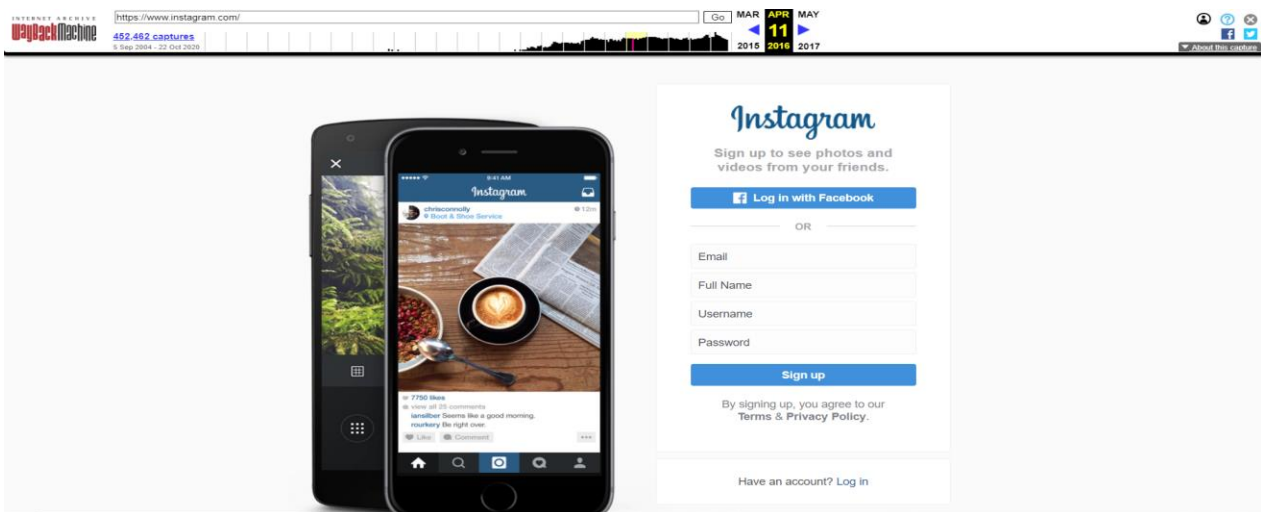 INTERNET ARCHIVE
WayBackMachine
https://www.instagram.com/
Go
452,462 captures
5 Sep 2004 - 22 Oct 2020
MAR APR MAY
11
2015 2016 2017
About this capture
Instagram
Sign up to see photos and
videos from your friends.
Log in with Facebook
OR
Email
Full Name
Username
Password
Sign up
By signing up, you agree to our
Terms & Privacy Policy.
Have an account? Log in
9:41 AM
Instagram
chrisconnolly
12m
Boot & Shoe Service
7750 likes
view all 25 comments
iansilber Seems like a good morning.
rourkery Be right over.
Like Comment